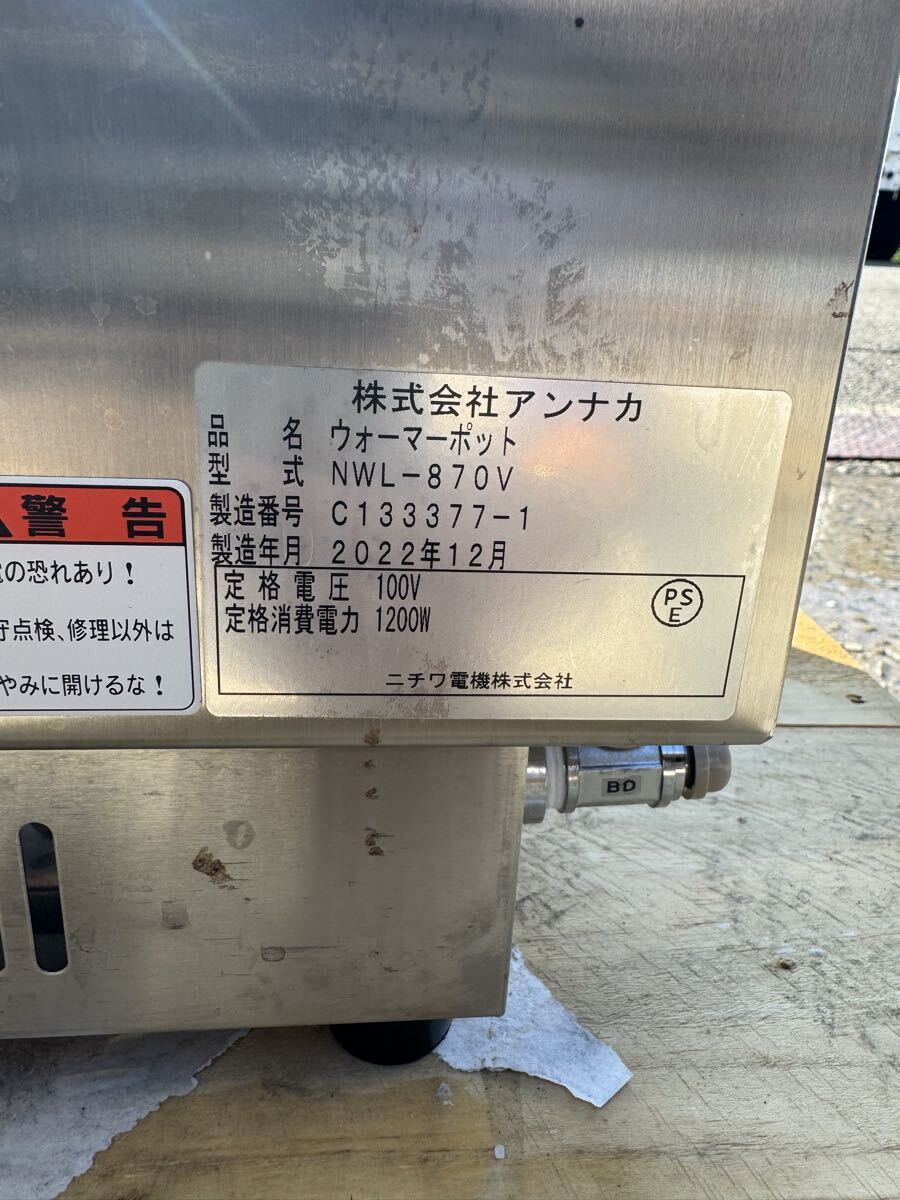 株式会社アンナカ
品 名 ウォーマーポット
型 式 NWL-870V
製造番号 C133377-1
製造年月 2022年12月
定格電圧 100V
定格消費電力 1200W
PS
E
ニチワ電機株式会社
警告
の恐れあり！
点検、修理以外は
やみに開けるな！
BD